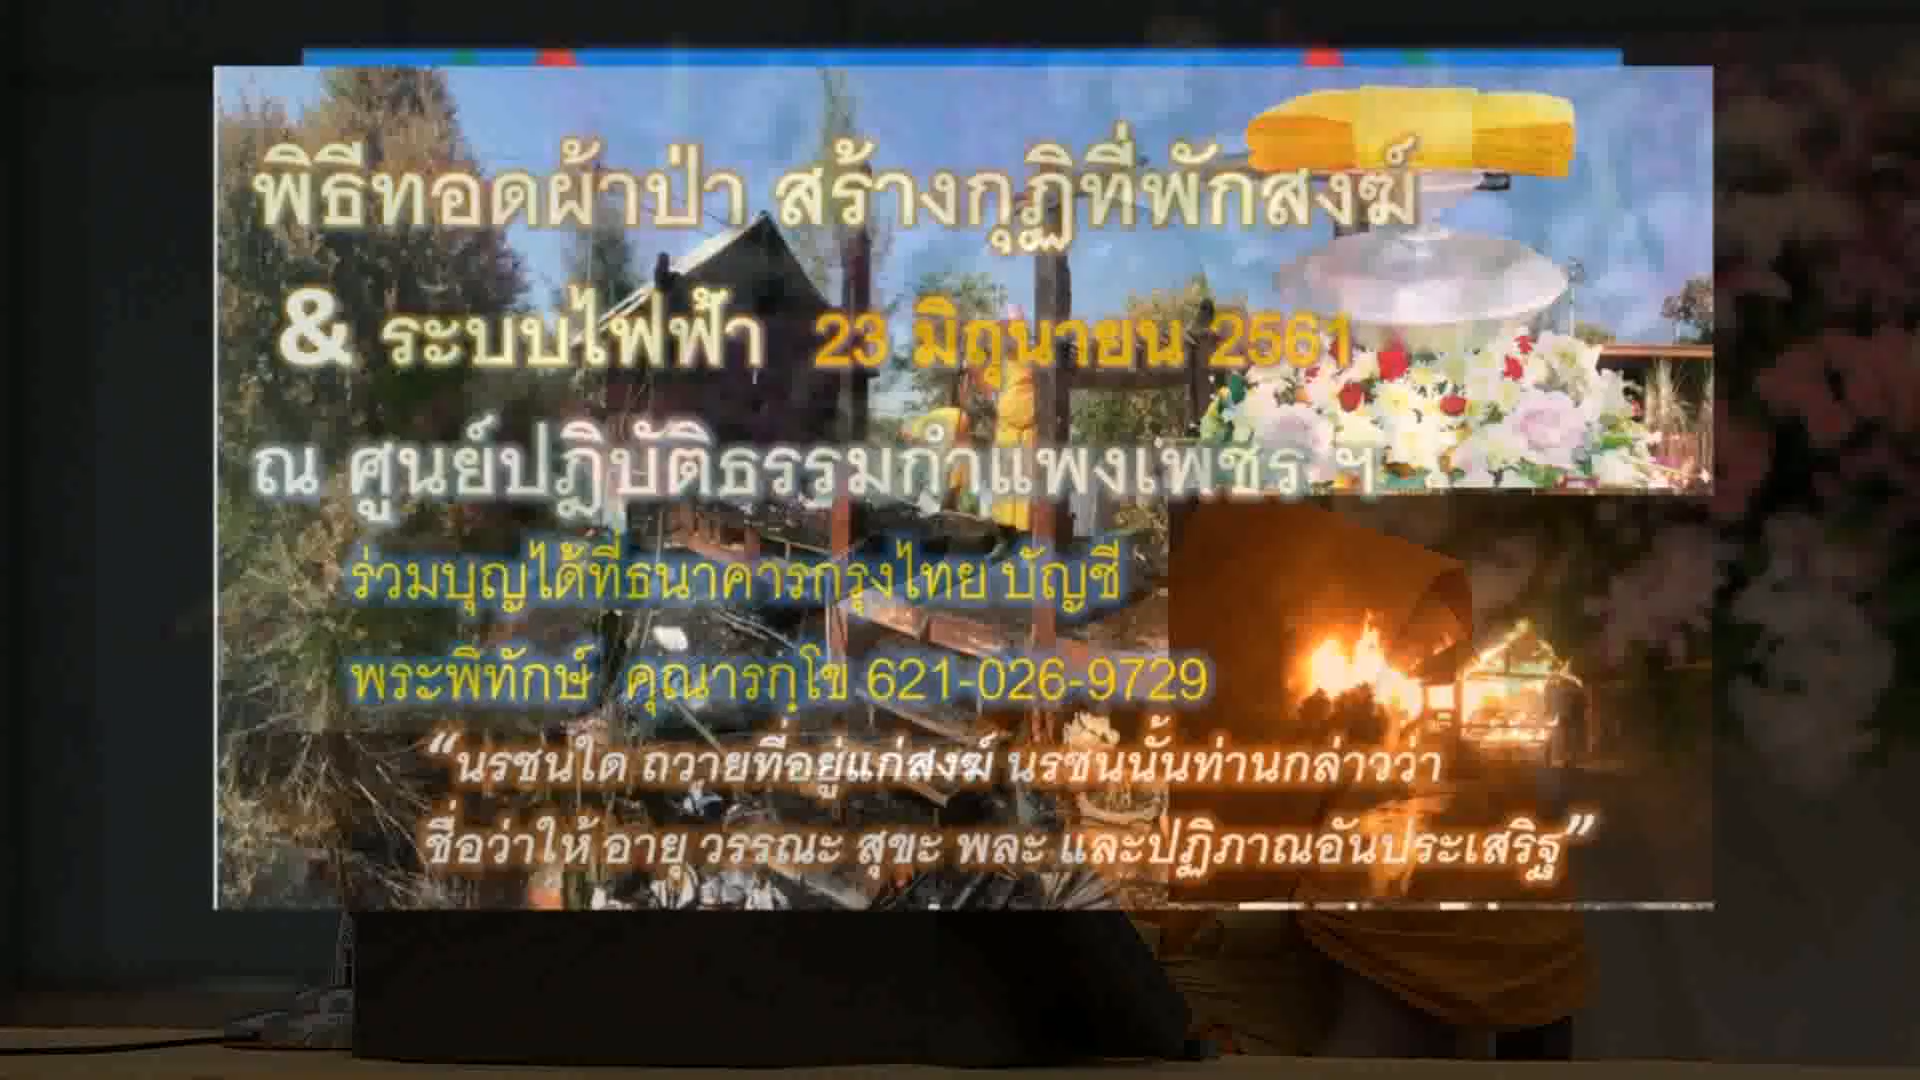 พิธีทอดผ้าป่า สร้างกุฏิที่พักสงฆ์
& ระบบไฟฟ้า 23 มิถุนายน 2561
ณ ศูนย์ปฏิบัติธรรมกำแพงเพชร ฯ
ร่วมบุญได้ที่ธนาคารกรุงไทย บัญชี
พระพิทักษ์ คุณารกฺโข 621-026-9729
“นรชนใด ถวายที่อยู่แก่สงฆ์ นรชนนั้นท่านกล่าวว่า
ชื่อว่าให้ อายุ วรรณะ สุขะ พละ และปฏิภาณอันประเสริฐ”